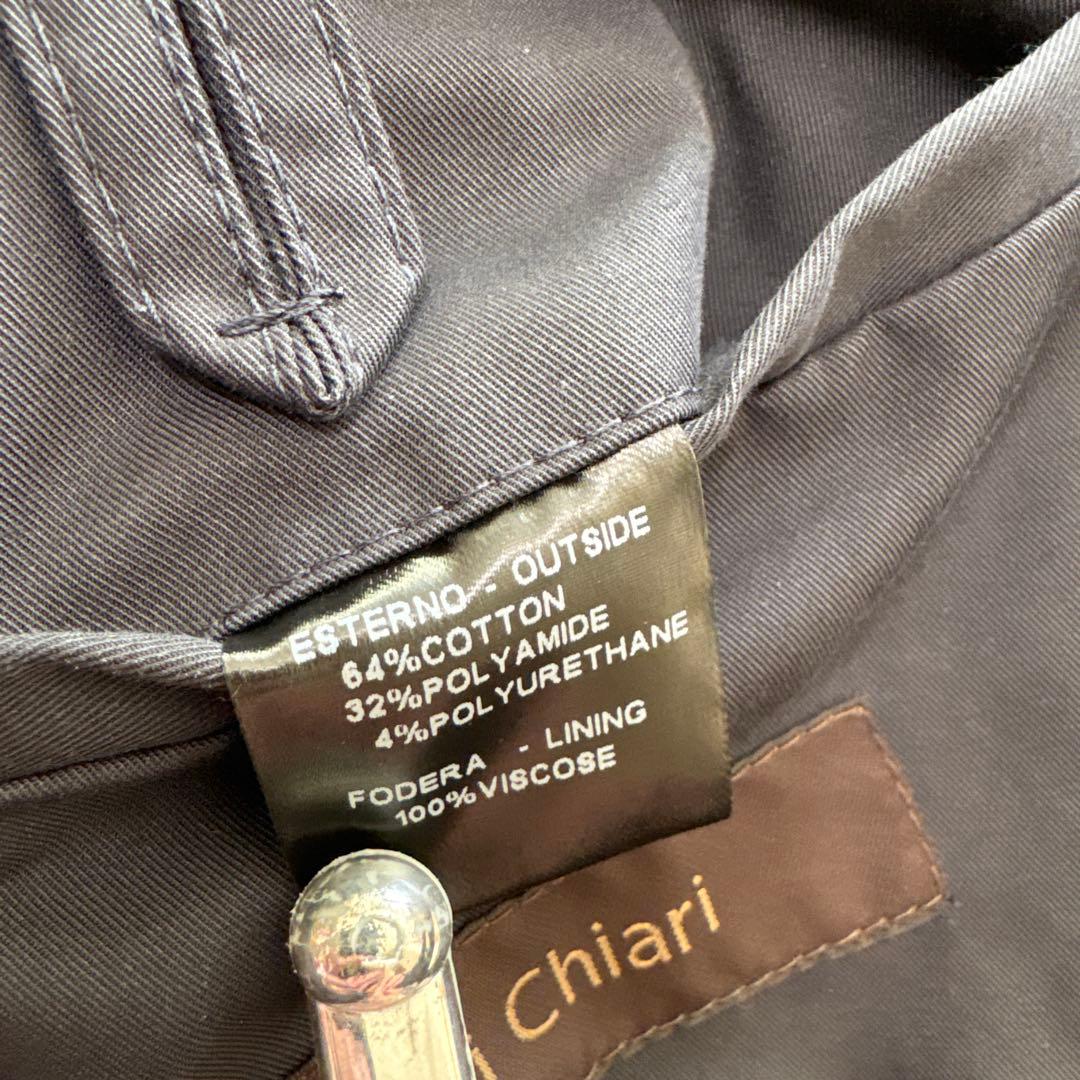 ESTERNO - OUTSIDE
64%COTTON
32%POLYAMIDE
4%POLYURETHANE
FODERA - LINING
100%VISCOSE
Chiari